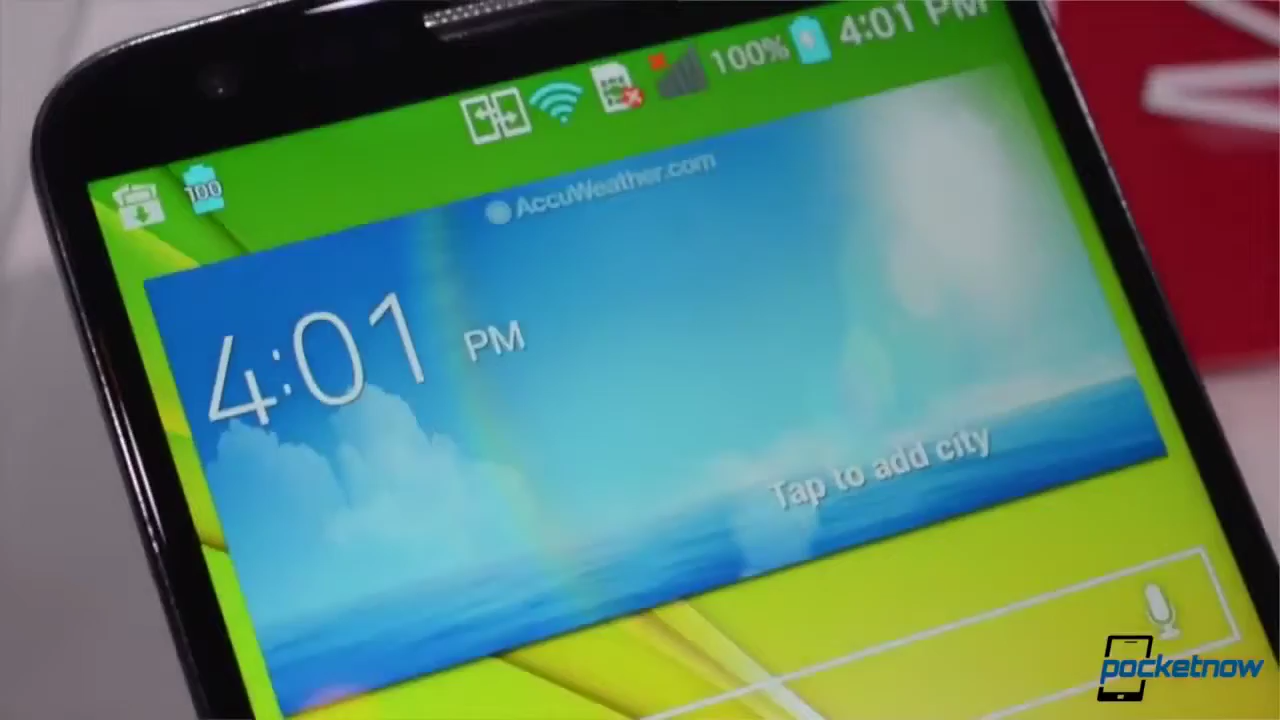 100% 4:01 PM
100
AccuWeather.com
4:01 PM
Tap to add city
pocketnow